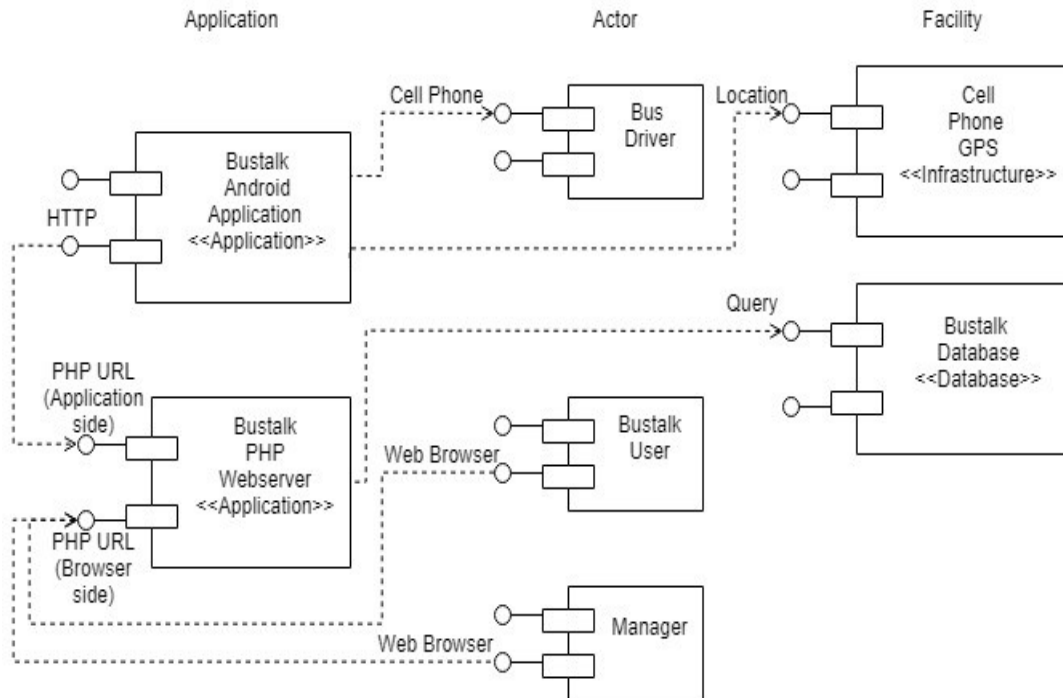 Application
Actor
Facility
Cell Phone
Bus
Driver
Location
Cell
Phone
GPS
<<Infrastructure>>
Bustalk
Android
Application
<<Application>>
HTTP
Query
Bustalk
Database
<<Database>>
PHP URL
(Application
side)
Bustalk
PHP
Webserver
<<Application>>
Web Browser
Bustalk
User
PHP URL
(Browser
side)
Web Browser
Manager